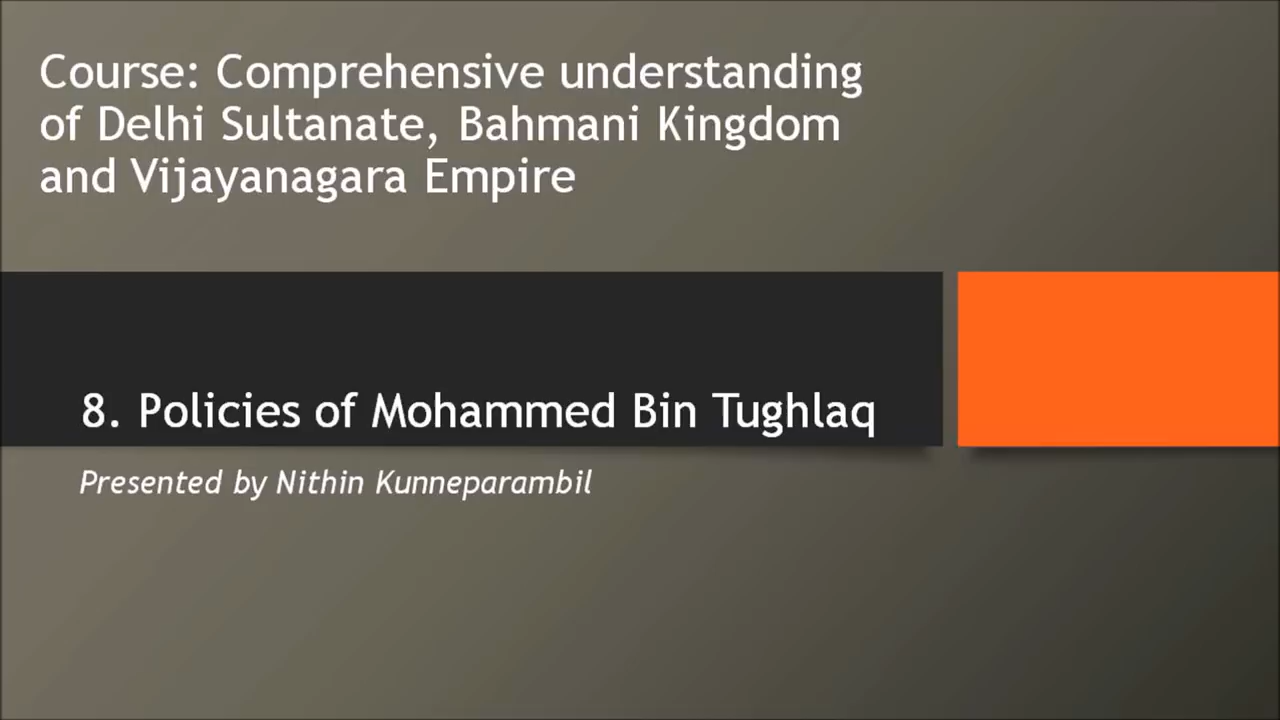 Course: Comprehensive understanding
of Delhi Sultanate, Bahmani Kingdom
and Vijayanagara Empire
8. Policies of Mohammed Bin Tughlaq
Presented by Nithin Kunneparambil